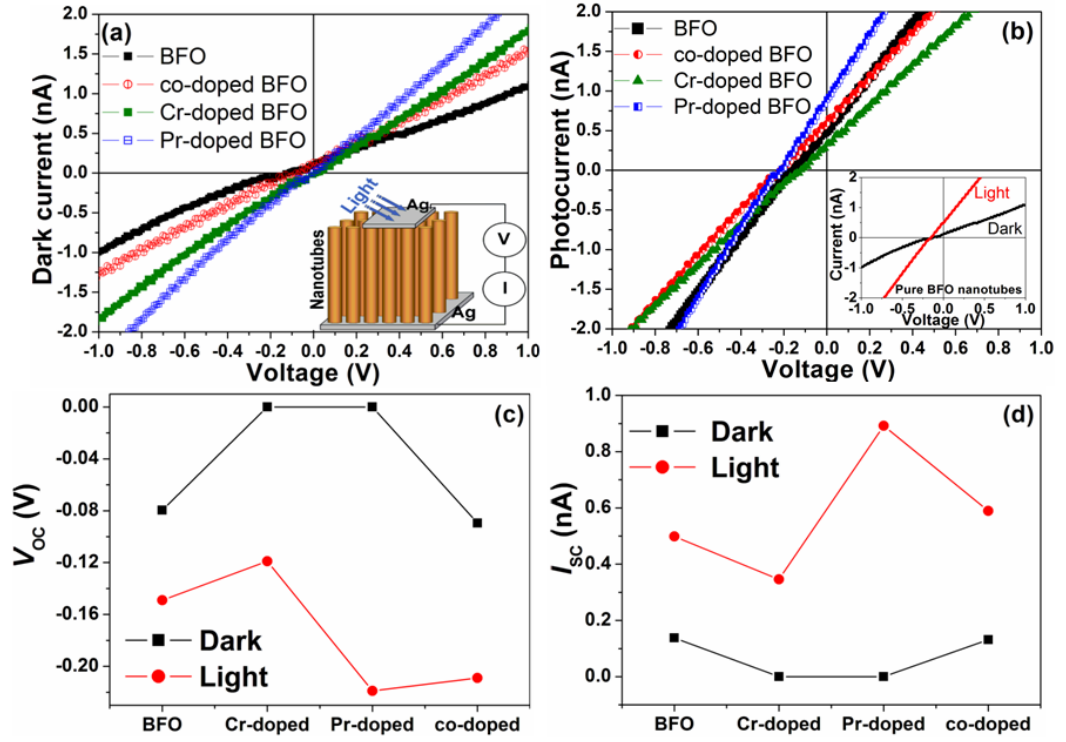 (a)
BFO
co-doped BFO
Cr-doped BFO
Pr-doped BFO
Dark current (nA)
2.0
1.5
1.0
0.5
0.0
-0.5
-1.0
-1.5
-2.0
Light
Ag
Nanotubes
V
I
Ag
-1.0 -0.8 -0.6 -0.4 -0.2 0.0 0.2 0.4 0.6 0.8 1.0
Voltage (V)
(b)
BFO
co-doped BFO
Cr-doped BFO
Pr-doped BFO
Photocurrent (nA)
2.0
1.5
1.0
0.5
0.0
-0.5
-1.0
-1.5
-2.0
Current (nA)
2
1
0
-1
-2
Light
Dark
Pure BFO nanotubes
-1.0 -0.5 0.0 0.5 1.0
Voltage (V)
-1.0 -0.8 -0.6 -0.4 -0.2 0.0 0.2 0.4 0.6 0.8 1.0
Voltage (V)
(c)
VOC (V)
0.00
-0.04
-0.08
-0.12
-0.16
-0.20
Dark
Light
BFO Cr-doped Pr-doped co-doped
(d)
Dark
Light
ISC (nA)
1.0
0.8
0.6
0.4
0.2
0.0
BFO Cr-doped Pr-doped co-doped